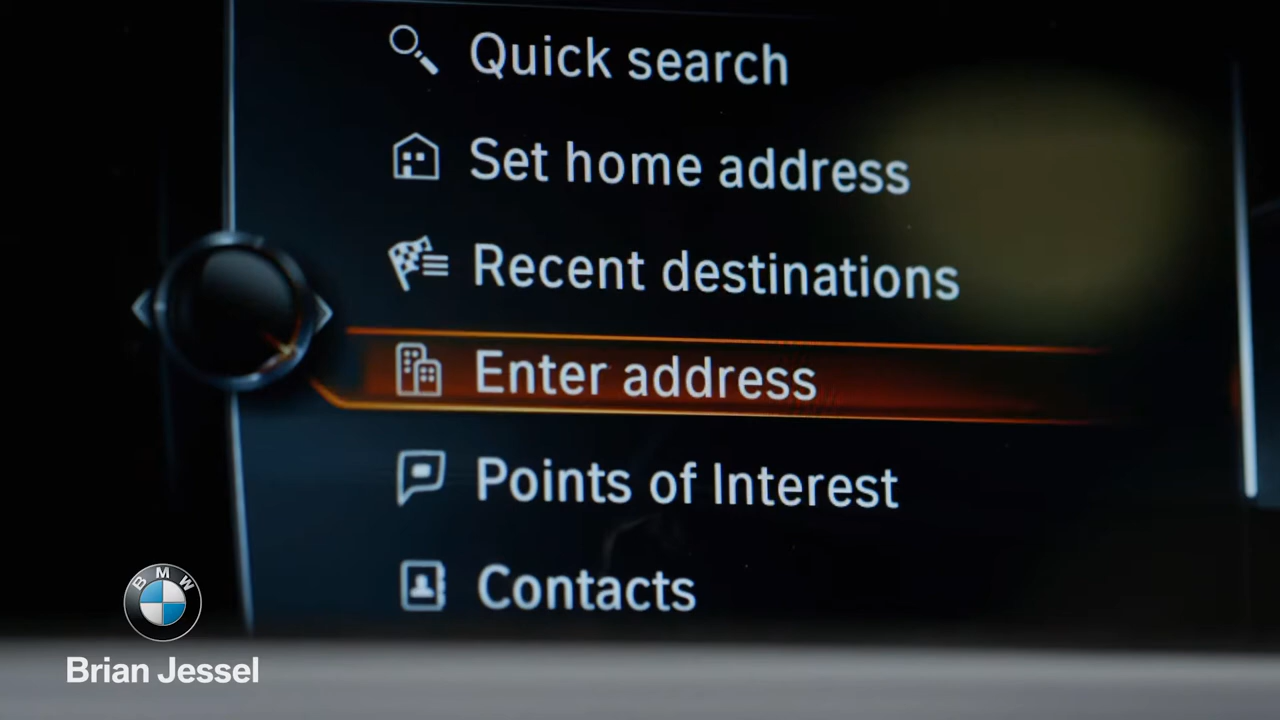 Quick search
Set home address
Recent destinations
Enter address
Points of Interest
Contacts
BMW
Brian Jessel